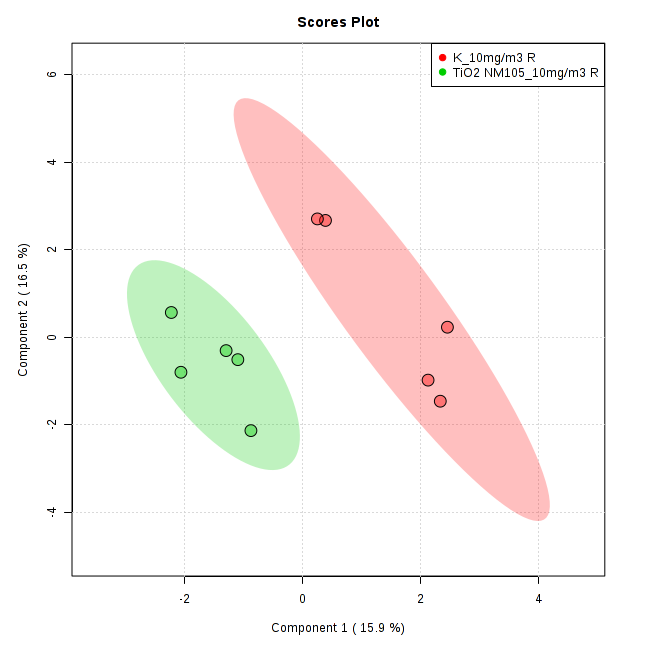 Scores Plot
K_10mg/m3 R
TiO2 NM105_10mg/m3 R
6
4
2
0
-2
-4
Component 2 ( 16.5 %)
-2
0
2
4
Component 1 ( 15.9 %)